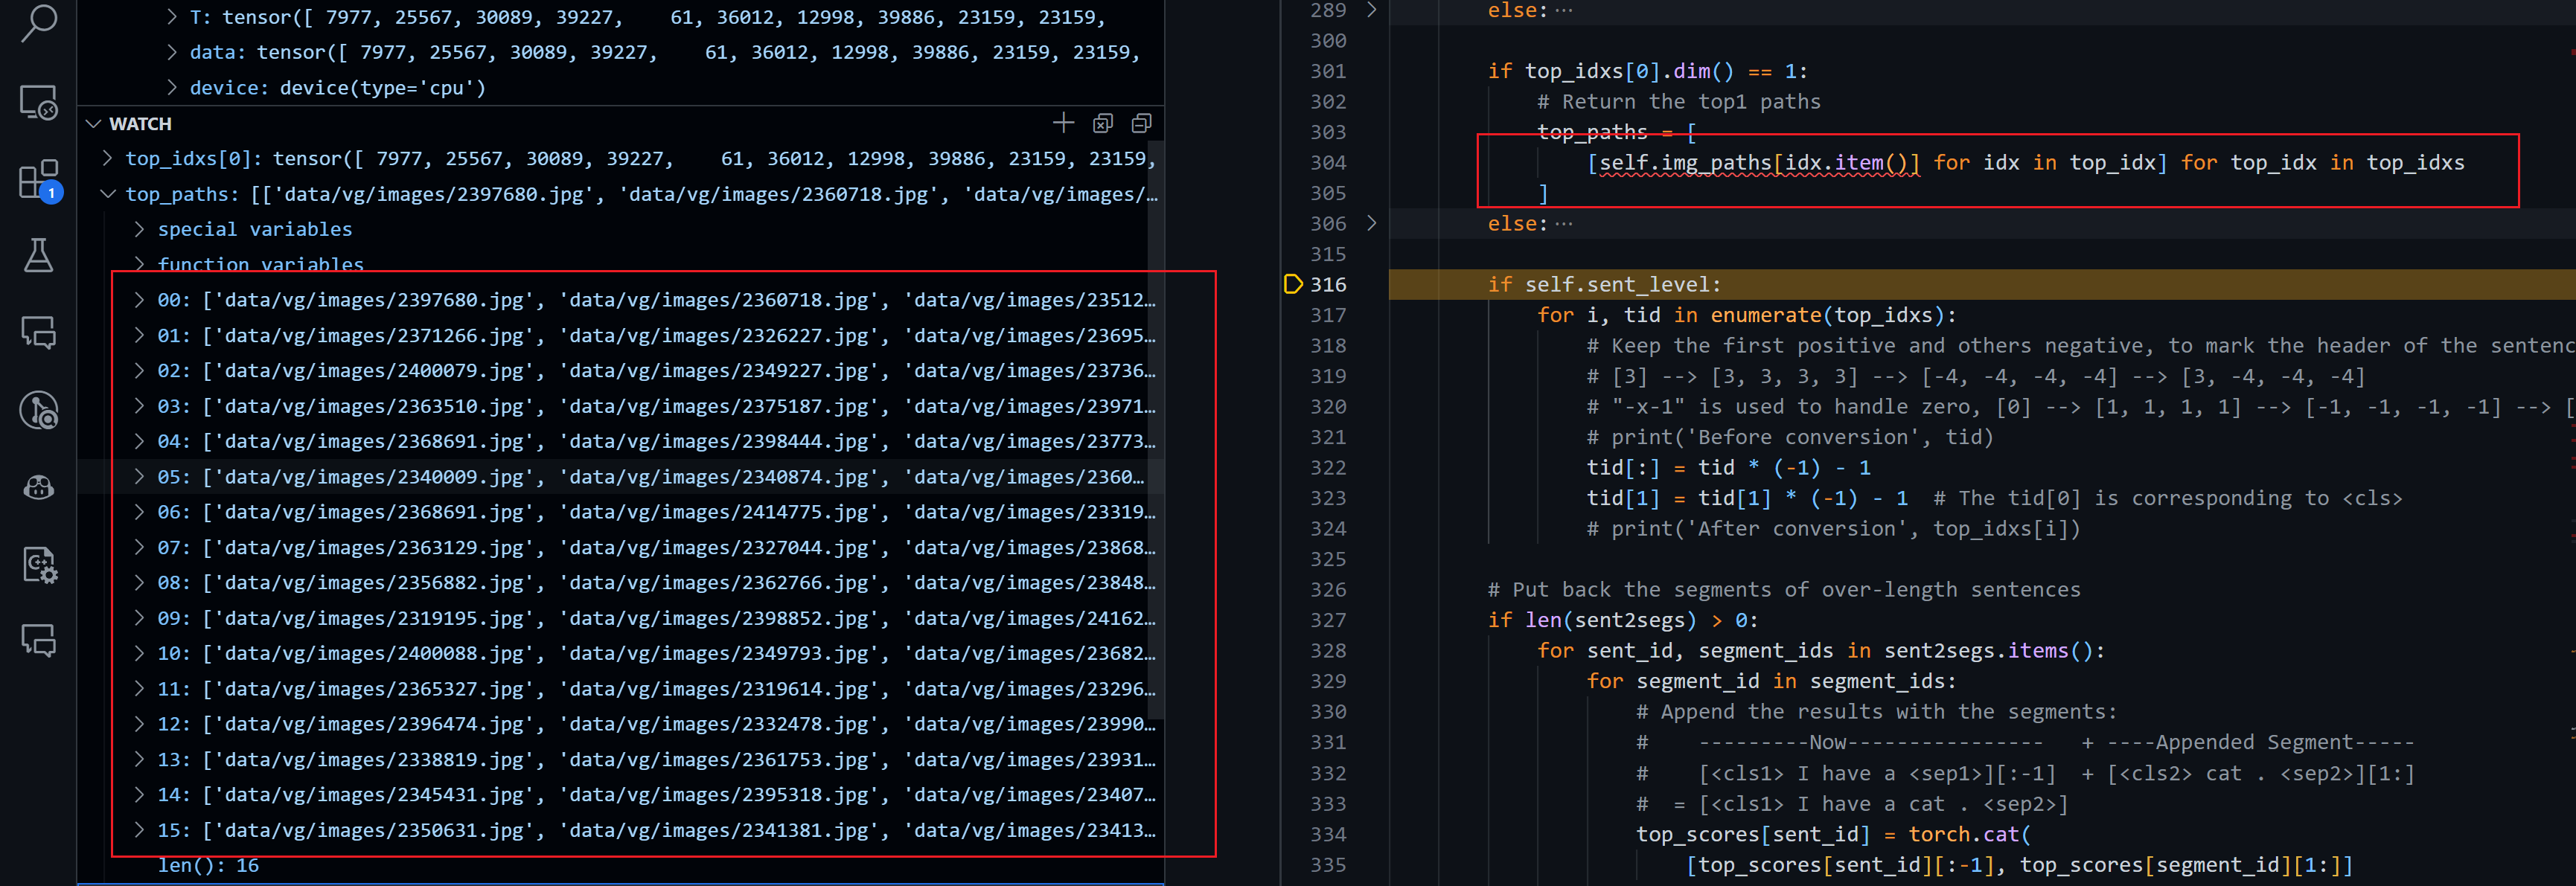 T: tensor([ 7977, 25567, 30089, 39227,    61, 36012, 12998, 39886, 23159, 23159,
data: tensor([ 7977, 25567, 30089, 39227,    61, 36012, 12998, 39886, 23159, 23159,
device: device(type='cpu')
WATCH
top_idxs[0]: tensor([ 7977, 25567, 30089, 39227,    61, 36012, 12998, 39886, 23159, 23159,
top_paths: [['data/vg/images/2397680.jpg', 'data/vg/images/2360718.jpg', 'data/vg/images/…
special variables
function variables
00: ['data/vg/images/2397680.jpg', 'data/vg/images/2360718.jpg', 'data/vg/images/23512…
01: ['data/vg/images/2371266.jpg', 'data/vg/images/2326227.jpg', 'data/vg/images/23695…
02: ['data/vg/images/2400079.jpg', 'data/vg/images/2349227.jpg', 'data/vg/images/23736…
03: ['data/vg/images/2363510.jpg', 'data/vg/images/2375187.jpg', 'data/vg/images/23971…
04: ['data/vg/images/2368691.jpg', 'data/vg/images/2398444.jpg', 'data/vg/images/23773…
05: ['data/vg/images/2340009.jpg', 'data/vg/images/2340874.jpg', 'data/vg/images/2360…
06: ['data/vg/images/2368691.jpg', 'data/vg/images/2414775.jpg', 'data/vg/images/23319…
07: ['data/vg/images/2363129.jpg', 'data/vg/images/2327044.jpg', 'data/vg/images/23868…
08: ['data/vg/images/2356882.jpg', 'data/vg/images/2362766.jpg', 'data/vg/images/23848…
09: ['data/vg/images/2319195.jpg', 'data/vg/images/2398852.jpg', 'data/vg/images/24162…
10: ['data/vg/images/2400088.jpg', 'data/vg/images/2349793.jpg', 'data/vg/images/23682…
11: ['data/vg/images/2365327.jpg', 'data/vg/images/2319614.jpg', 'data/vg/images/23296…
12: ['data/vg/images/2396474.jpg', 'data/vg/images/2332478.jpg', 'data/vg/images/23990…
13: ['data/vg/images/2338819.jpg', 'data/vg/images/2361753.jpg', 'data/vg/images/23931…
14: ['data/vg/images/2345431.jpg', 'data/vg/images/2395318.jpg', 'data/vg/images/23407…
15: ['data/vg/images/2350631.jpg', 'data/vg/images/2341381.jpg', 'data/vg/images/23413…
len(): 16
1
289 else: ···
300
301 if top_idxs[0].dim() == 1:
302 # Return the top1 paths
303 top_paths = [
304 [self.img_paths[idx.item()] for idx in top_idx] for top_idx in top_idxs
305 ]
306 else: ···
315
316 if self.sent_level:
317 for i, tid in enumerate(top_idxs):
318 # Keep the first positive and others negative, to mark the header of the sentenc
319 # [3] --> [3, 3, 3, 3] --> [-4, -4, -4, -4] --> [3, -4, -4, -4]
320 # "-x-1" is used to handle zero, [0] --> [1, 1, 1, 1] --> [-1, -1, -1, -1] --> [
321 # print('Before conversion', tid)
322 tid[:] = tid * (-1) - 1
323 tid[1] = tid[1] * (-1) - 1  # The tid[0] is corresponding to <cls>
324 # print('After conversion', top_idxs[i])
325
326 # Put back the segments of over-length sentences
327 if len(sent2segs) > 0:
328 for sent_id, segment_ids in sent2segs.items():
329 for segment_id in segment_ids:
330 # Append the results with the segments:
331 #    ---------Now----------------   + ----Appended Segment-----
332 #    [<cls1> I have a <sep1>][:-1]  + [<cls2> cat . <sep2>][1:]
333 #  = [<cls1> I have a cat . <sep2>]
334 top_scores[sent_id] = torch.cat(
335 [top_scores[sent_id][:-1], top_scores[segment_id][1:]]